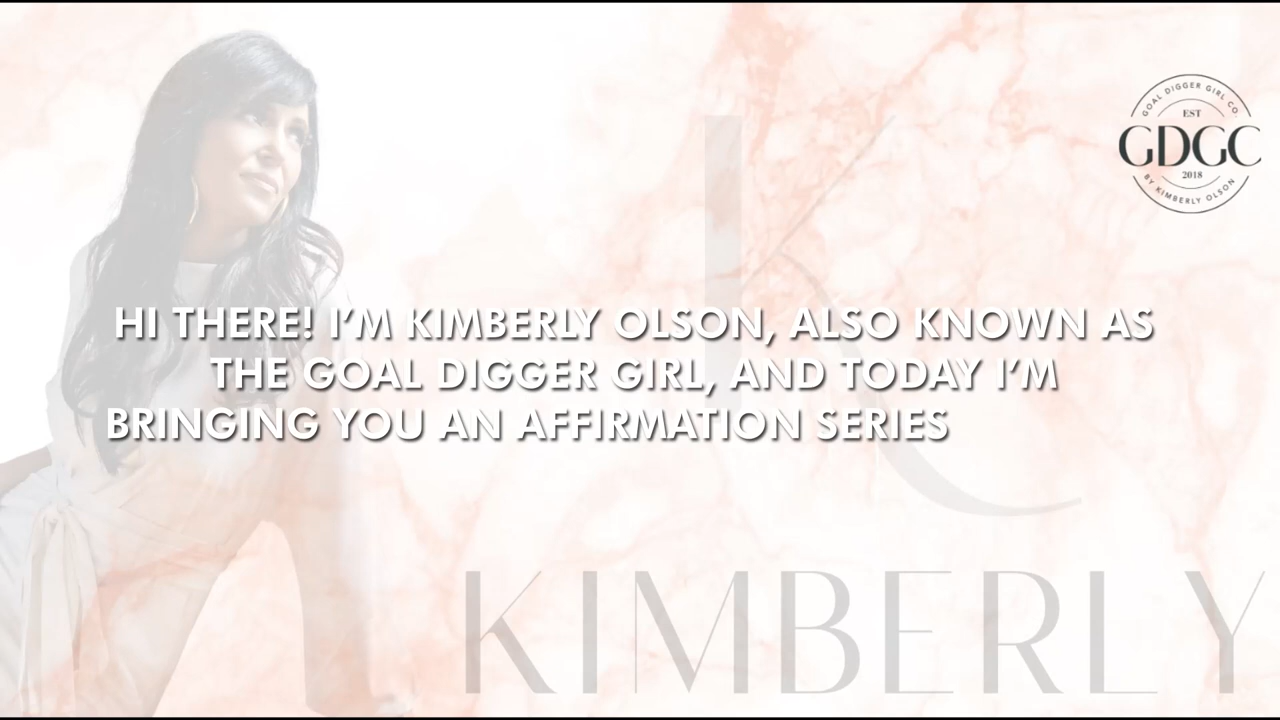 GOAL DIGGER GIRL CO.
EST
GDGC
2018
BY KIMBERLY OLSON
HI THERE! I'M KIMBERLY OLSON, ALSO KNOWN AS
THE GOAL DIGGER GIRL, AND TODAY I'M
BRINGING YOU AN AFFIRMATION SERIES
K
KIMBERLY